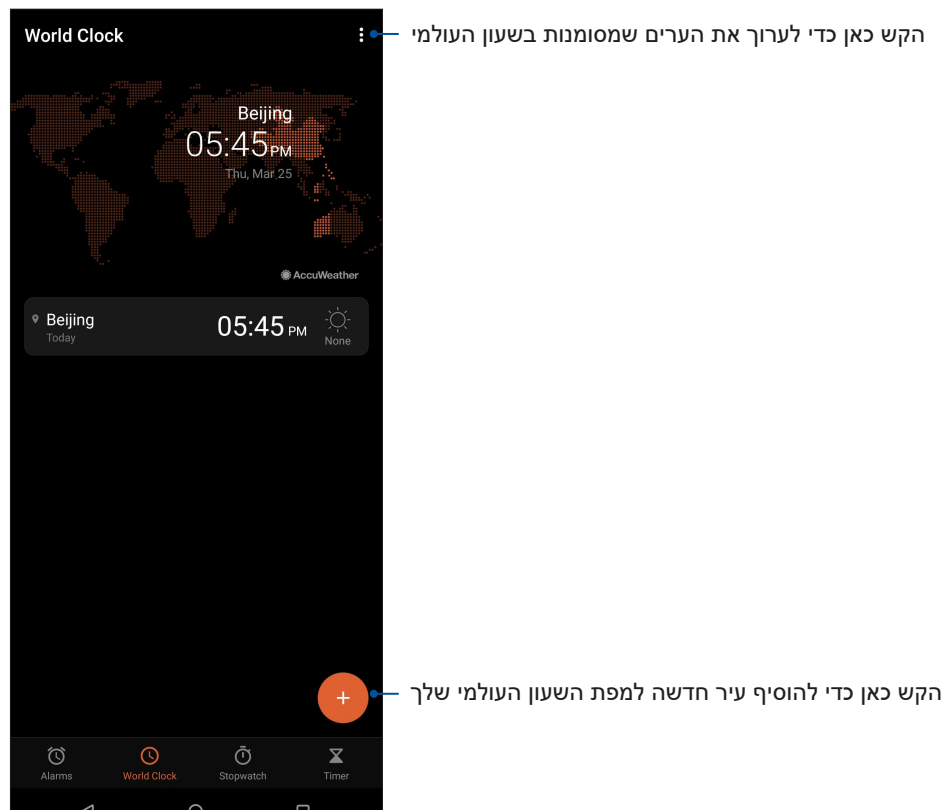 World Clock
הקש כאן כדי לערוך את הערים שמסומנות בשעון העולמי
Beijing
05:45 PM
Thu, Mar 25
AccuWeather
Beijing
Today
05:45 PM
None
הקש כאן כדי להוסיף עיר חדשה למפת השעון העולמי שלך
Alarms
World Clock
Stopwatch
Timer